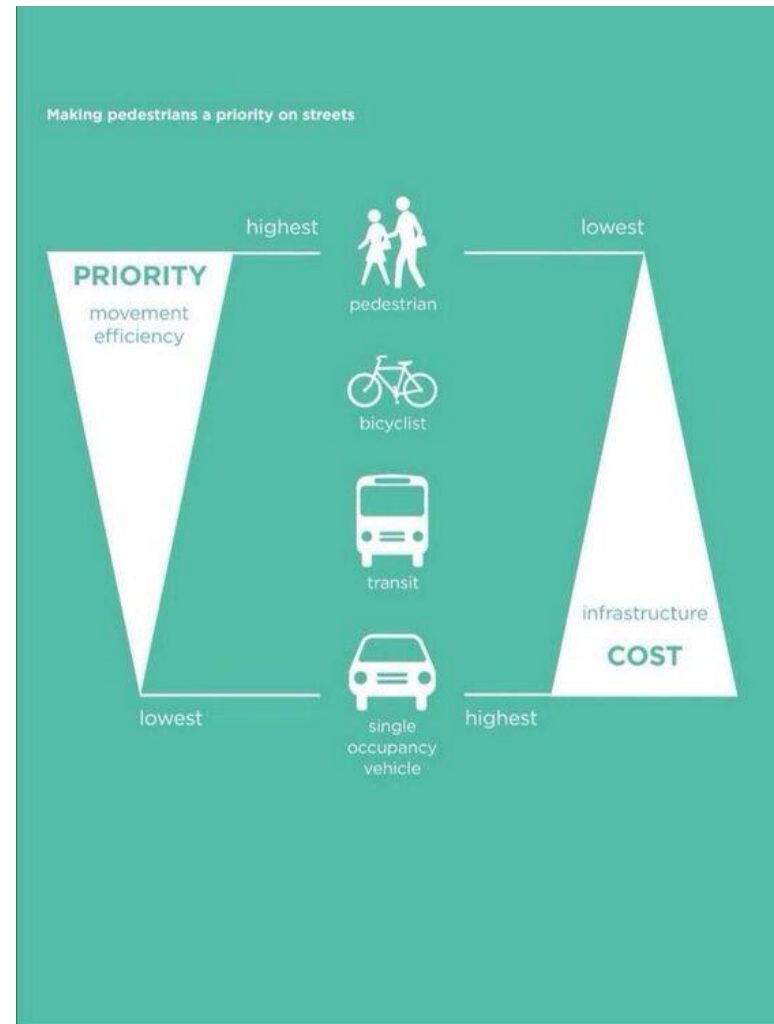 Making pedestrians a priority on streets
highest
lowest
PRIORITY
movement
efficiency
pedestrian
bicyclist
transit
infrastructure
COST
lowest
highest
single
occupancy
vehicle